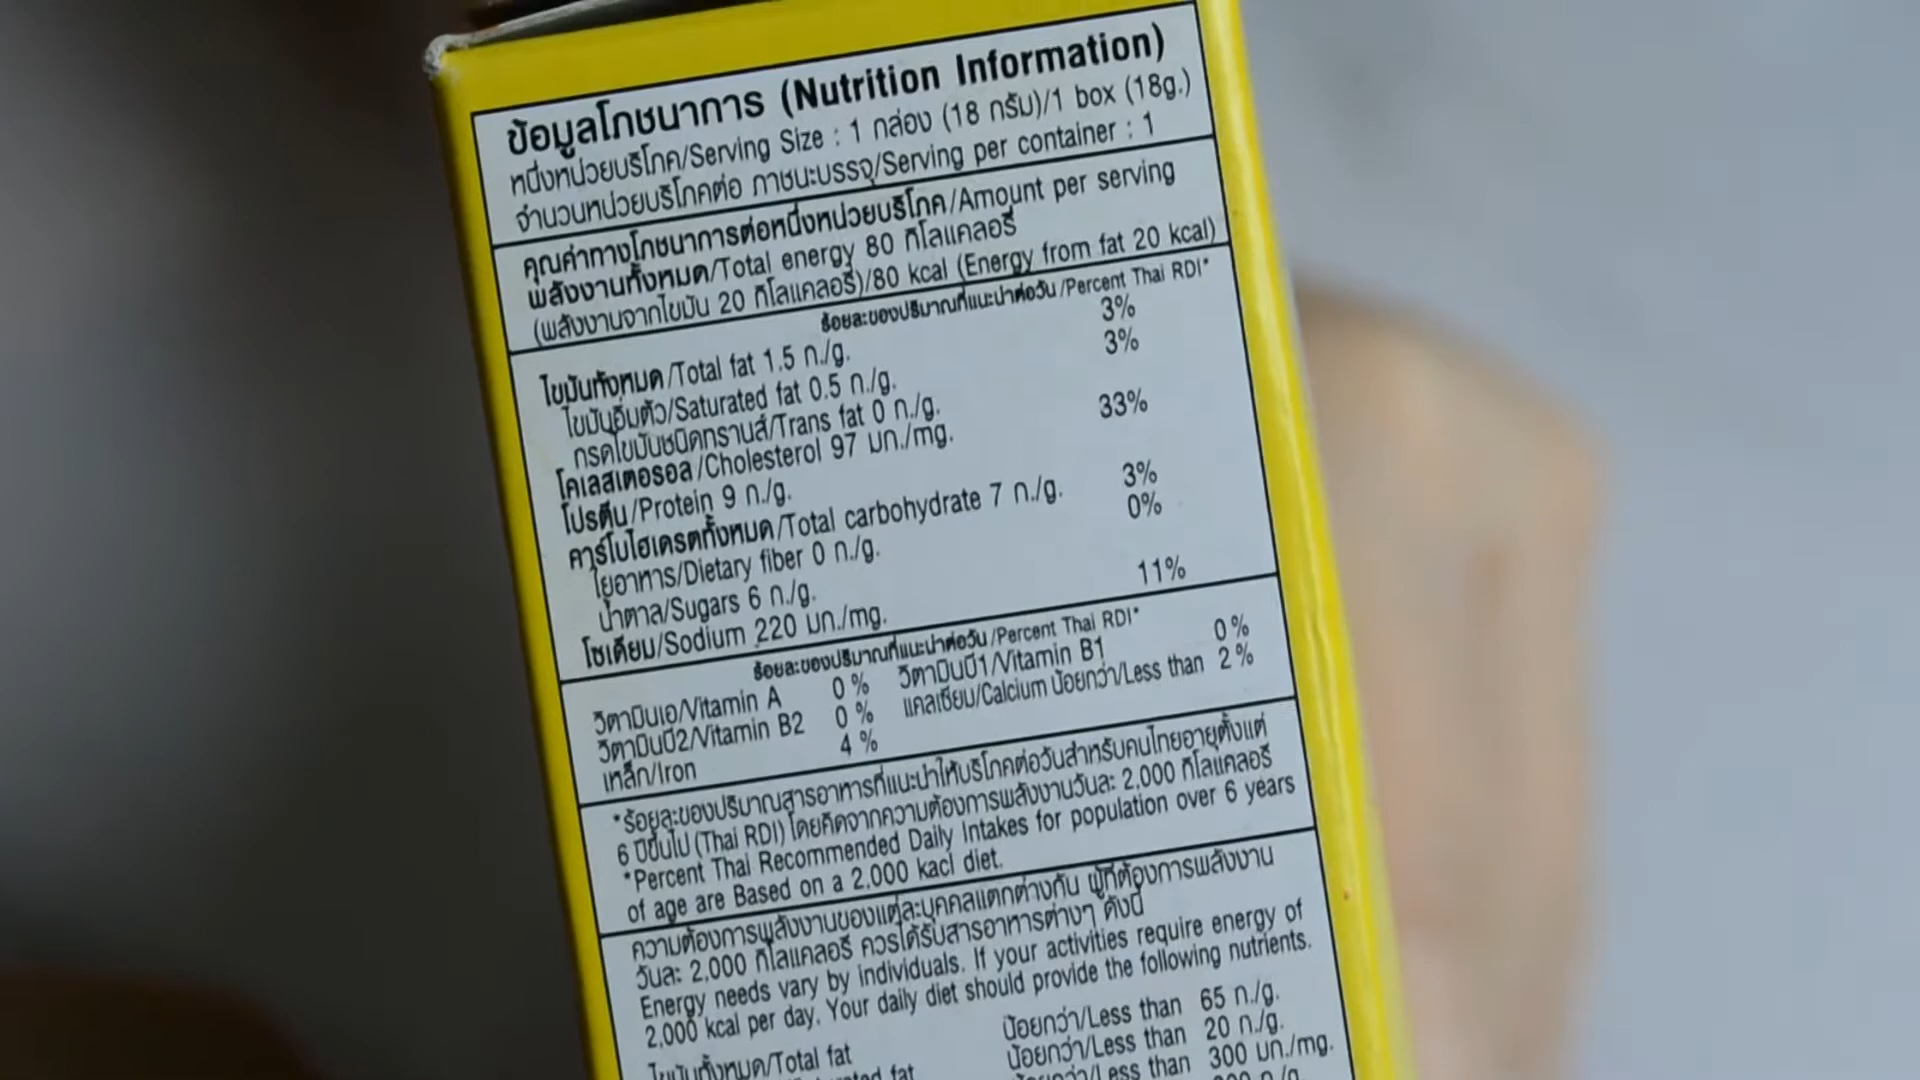 ข้อมูลโภชนาการ (Nutrition Information)
หนึ่งหน่วยบริโภค/Serving Size : 1 กล่อง (18 กรัม)/1 box (18g.)
จำนวนหน่วยบริโภคต่อ ภาชนะบรรจุ/Serving per container : 1
คุณค่าทางโภชนาการต่อหนึ่งหน่วยบริโภค/Amount per serving
พลังงานทั้งหมด/Total energy 80 กิโลแคลอรี่
(พลังงานจากไขมัน 20 กิโลแคลอรี่)/80 kcal (Energy from fat 20 kcal)
ร้อยละของปริมาณที่แนะนำต่อวัน/Percent Thai RDI*
ไขมันทั้งหมด/Total fat 1.5 ก./g. 3%
ไขมันอิ่มตัว/Saturated fat 0.5 ก./g. 3%
กรดไขมันชนิดทรานส์/Trans fat 0 ก./g.
โคเลสเตอรอล/Cholesterol 97 มก./mg. 33%
โปรตีน/Protein 9 ก./g.
คาร์โบไฮเดรตทั้งหมด/Total carbohydrate 7 ก./g. 3%
ใยอาหาร/Dietary fiber 0 ก./g. 0%
น้ำตาล/Sugars 6 ก./g.
โซเดียม/Sodium 220 มก./mg. 11%
ร้อยละของปริมาณที่แนะนำต่อวัน/Percent Thai RDI*
วิตามินเอ/Vitamin A 0 % วิตามินบี1/Vitamin B1 0 %
วิตามินบี2/Vitamin B2 0 % แคลเซียม/Calcium น้อยกว่า/Less than 2 %
เหล็ก/Iron 4 %
*ร้อยละของปริมาณสารอาหารที่แนะนำให้บริโภคต่อวันสำหรับคนไทยอายุตั้งแต่
6 ปีขึ้นไป (Thai RDI) โดยคิดจากความต้องการพลังงานวันละ 2,000 กิโลแคลอรี่
*Percent Thai Recommended Daily Intakes for population over 6 years
of age are Based on a 2,000 kacl diet.
ความต้องการพลังงานของแต่ละบุคคลแตกต่างกัน ผู้ที่ต้องการพลังงาน
วันละ 2,000 กิโลแคลอรี่ ควรได้รับสารอาหารต่างๆ ดังนี้
Energy needs vary by individuals. If your activities require energy of
2,000 kcal per day. Your daily diet should provide the following nutrients.
ไขมันทั้งหมด/Total fat น้อยกว่า/Less than 65 ก./g.
fat น้อยกว่า/Less than 20 ก./g.
น้อยกว่า/Less than 300 มก./mg.